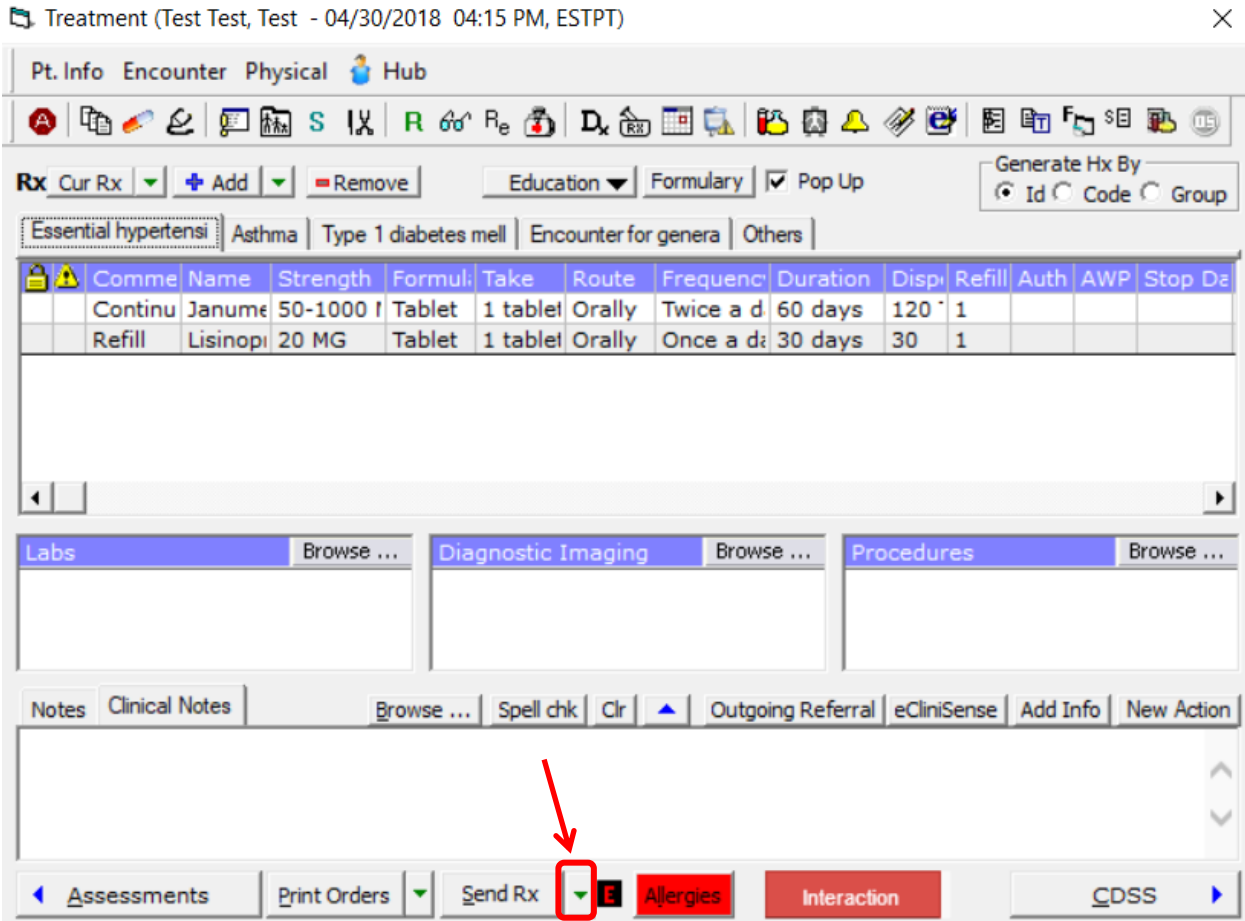 Treatment (Test Test, Test - 04/30/2018 04:15 PM, ESTPT)
Pt. Info Encounter Physical Hub
S R Re Dx RX
Generate Hx By
Rx Cur Rx Add Remove Education Formulary Pop Up
Id Code Group
Essential hypertensi Asthma Type 1 diabetes mell Encounter for genera Others
Comme Name Strength Formul Take Route Frequenc Duration Disp Refill Auth AWP Stop Da
Continu Janume 50-1000 Tablet 1 tablet Orally Twice a d 60 days 120 1
Refill Lisinop 20 MG Tablet 1 tablet Orally Once a da 30 days 30 1
Labs Browse ... Diagnostic Imaging Browse ... Procedures Browse ...
Notes Clinical Notes Browse ... Spell chk Clr Outgoing Referral eCliniSense Add Info New Action
Assessments Print Orders Send Rx E Allergies Interaction CDSS